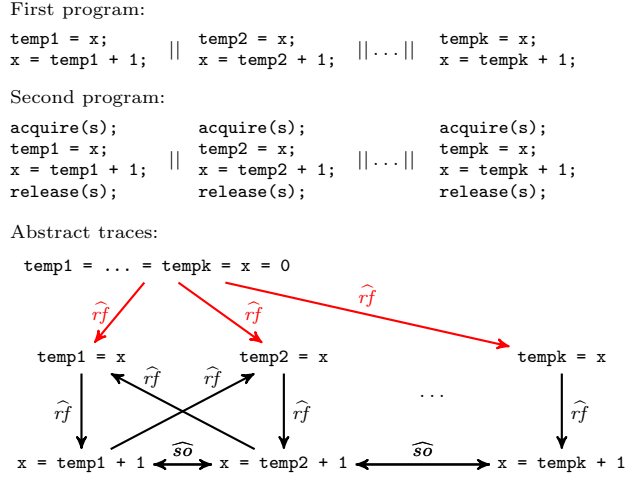 First program:
temp1 = x; temp2 = x; tempk = x;
x = temp1 + 1; || x = temp2 + 1; ||...|| x = tempk + 1;
Second program:
acquire(s); acquire(s); acquire(s);
temp1 = x; temp2 = x; tempk = x;
x = temp1 + 1; || x = temp2 + 1; ||...|| x = tempk + 1;
release(s); release(s); release(s);
Abstract traces:
temp1 = ... = tempk = x = 0
r̂f r̂f r̂f
temp1 = x temp2 = x tempk = x
r̂f r̂f
r̂f r̂f ... r̂f
ŝo ŝo
x = temp1 + 1 x = temp2 + 1 x = tempk + 1